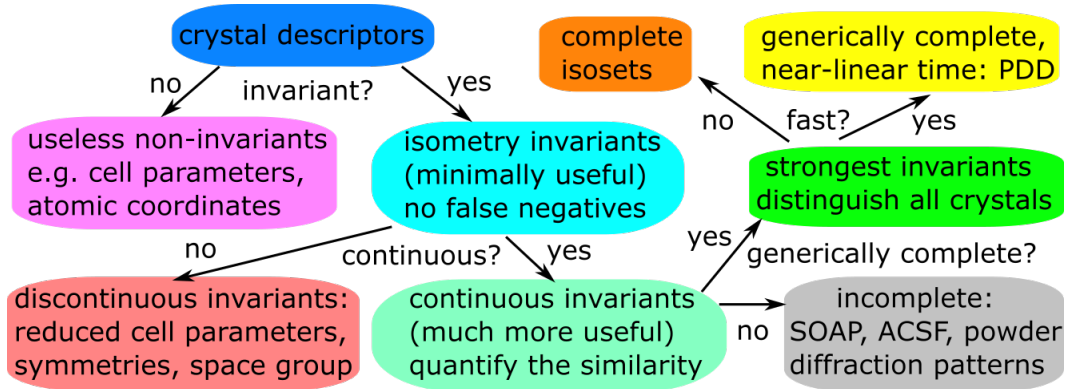 crystal descriptors
no
invariant?
yes
useless non-invariants
e.g. cell parameters,
atomic coordinates
isometry invariants
(minimally useful)
no false negatives
no
continuous?
yes
discontinuous invariants:
reduced cell parameters,
symmetries, space group
continuous invariants
(much more useful)
quantify the similarity
yes
generically complete?
no
incomplete:
SOAP, ACSF, powder
diffraction patterns
strongest invariants
distinguish all crystals
no
fast?
yes
complete
isosets
generically complete,
near-linear time: PDD